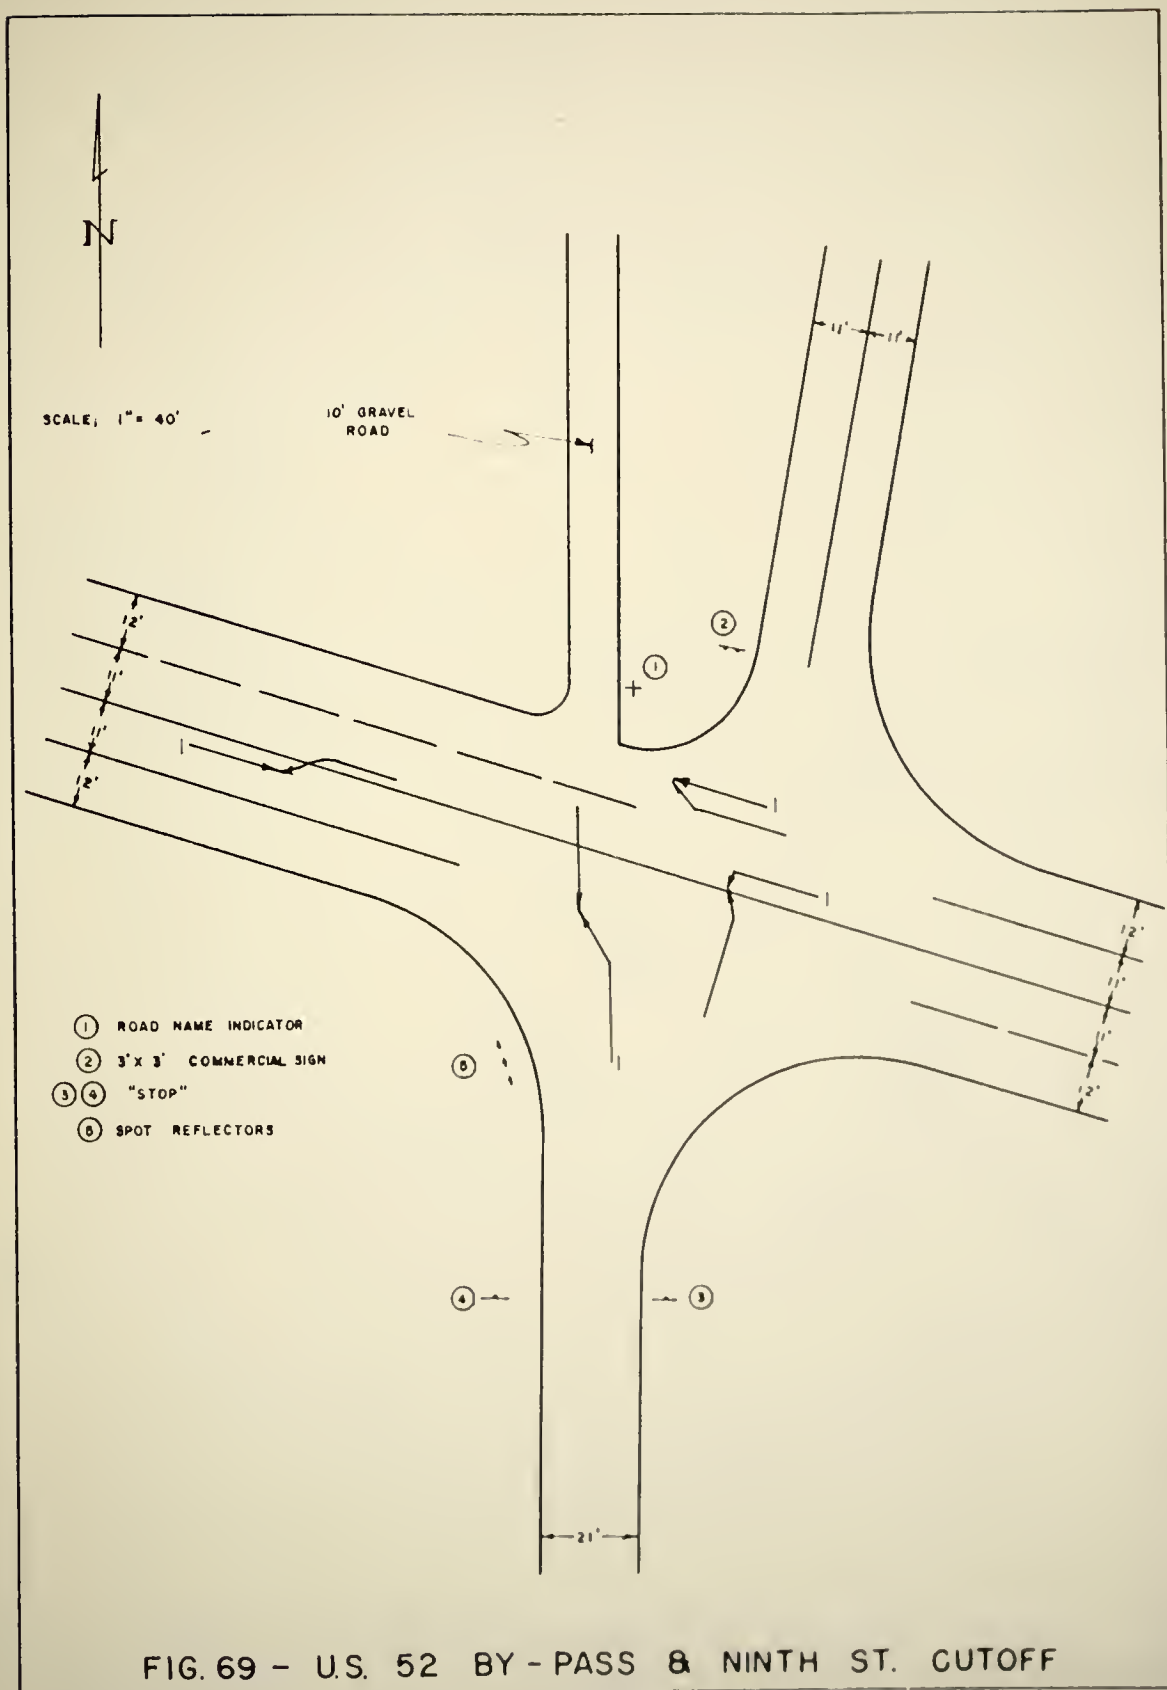 N
SCALE; 1" = 40'
10' GRAVEL
ROAD
11' 11'
② 
①
12'
11'
11'
12'
1
1
1
12'
11'
11'
12'
① ROAD NAME INDICATOR
② 3' X 3' COMMERCIAL SIGN
③ ④ "STOP"
⑤ SPOT REFLECTORS
⑤
1
④ ③
21'
FIG. 69 - U.S. 52 BY-PASS & NINTH ST. CUTOFF